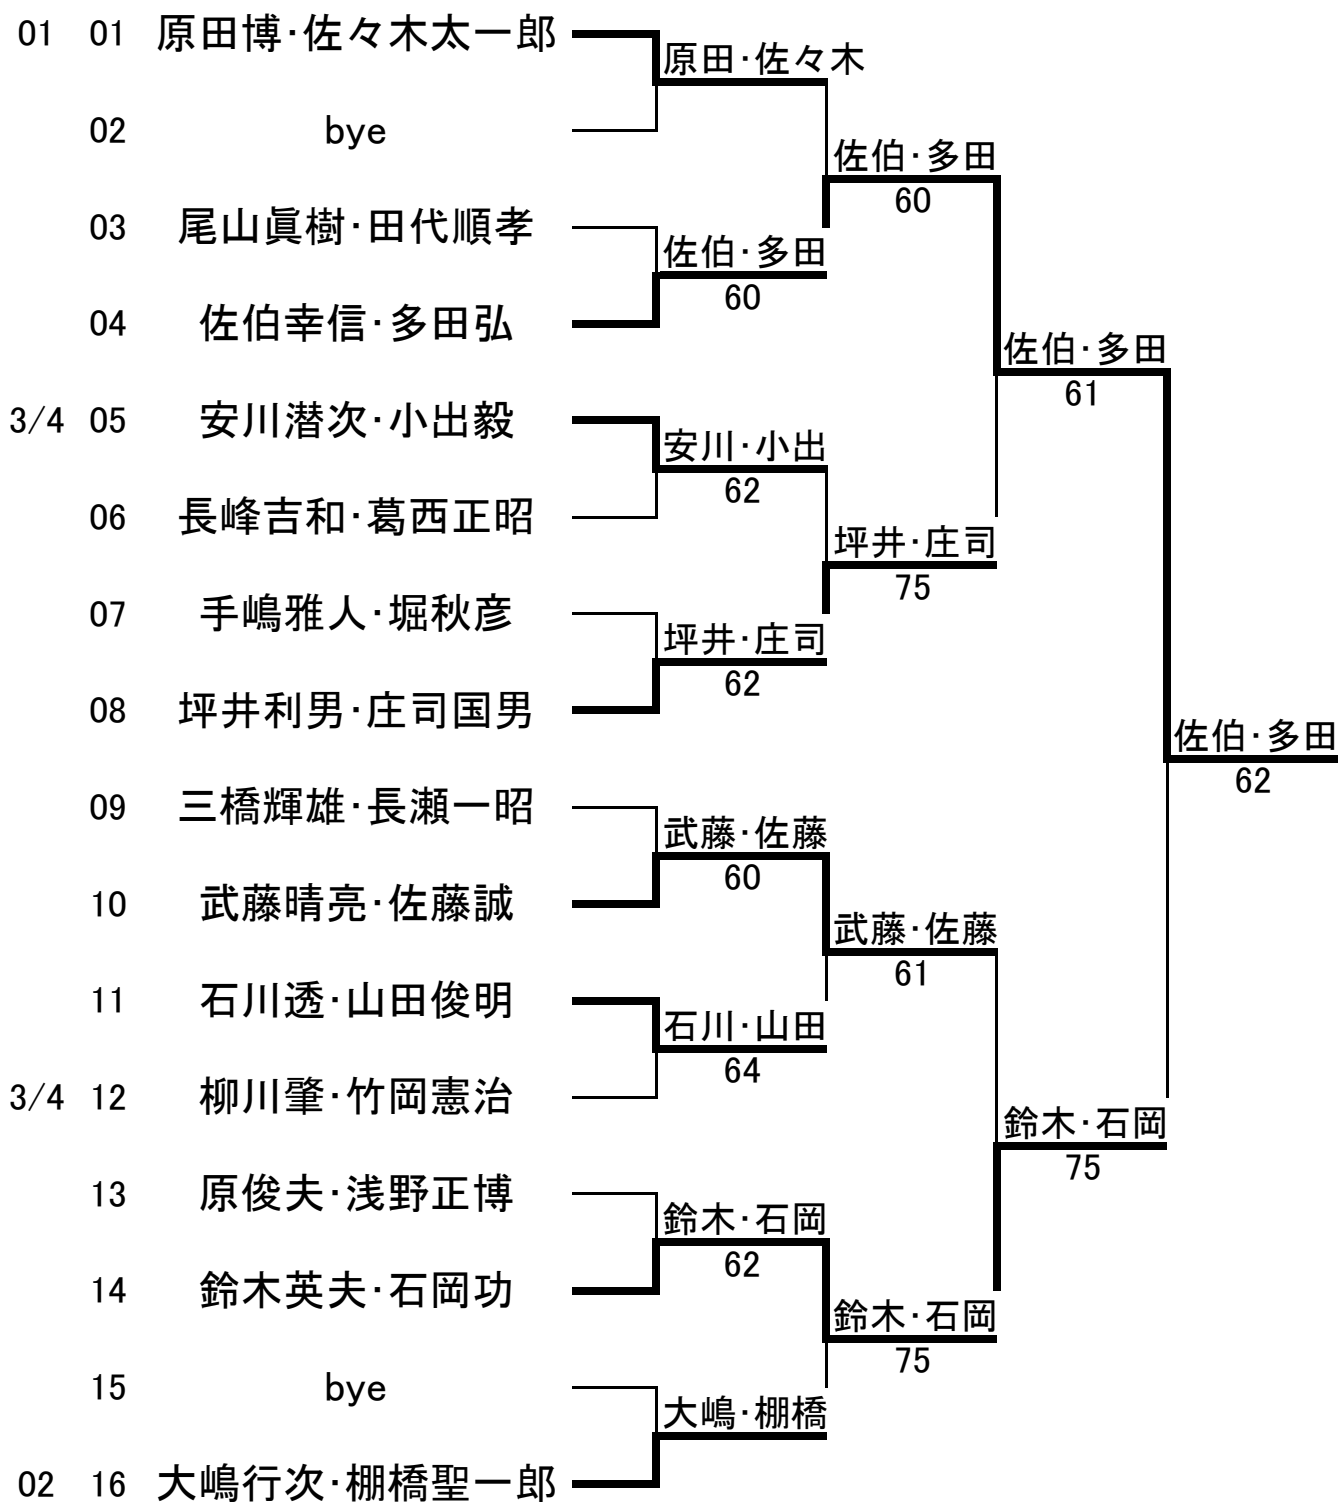 01 01 原田博・佐々木太一郎
原田・佐々木
02 bye
佐伯・多田
60
03 尾山眞樹・田代順孝
佐伯・多田
60
04 佐伯幸信・多田弘
佐伯・多田
61
3/4 05 安川潜次・小出毅
安川・小出
62
06 長峰吉和・葛西正昭
坪井・庄司
75
07 手嶋雅人・堀秋彦
坪井・庄司
62
08 坪井利男・庄司国男
佐伯・多田
62
09 三橋輝雄・長瀬一昭
武藤・佐藤
60
10 武藤晴亮・佐藤誠
武藤・佐藤
61
11 石川透・山田俊明
石川・山田
64
3/4 12 柳川肇・竹岡憲治
鈴木・石岡
75
13 原俊夫・浅野正博
鈴木・石岡
62
14 鈴木英夫・石岡功
鈴木・石岡
75
15 bye
大嶋・棚橋
02 16 大嶋行次・棚橋聖一郎